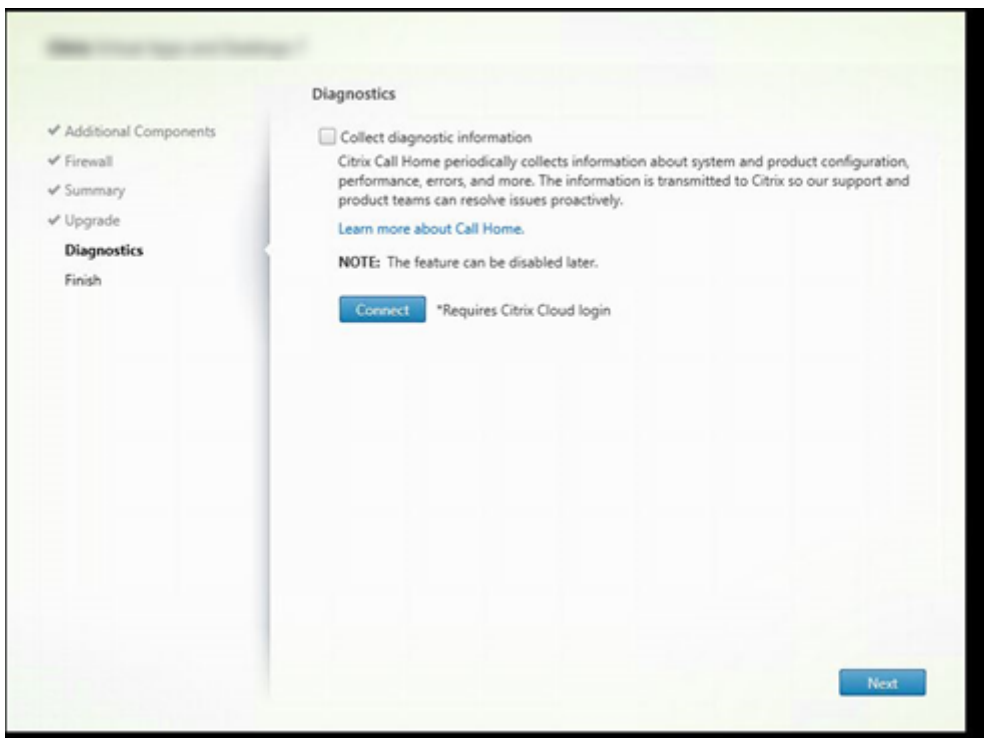 Diagnostics
✔ Additional Components
✔ Firewall
✔ Summary
✔ Upgrade
Diagnostics
Finish
Collect diagnostic information
Citrix Call Home periodically collects information about system and product configuration,
performance, errors, and more. The information is transmitted to Citrix so our support and
product teams can resolve issues proactively.
Learn more about Call Home.
NOTE: The feature can be disabled later.
Connect *Requires Citrix Cloud login
Next